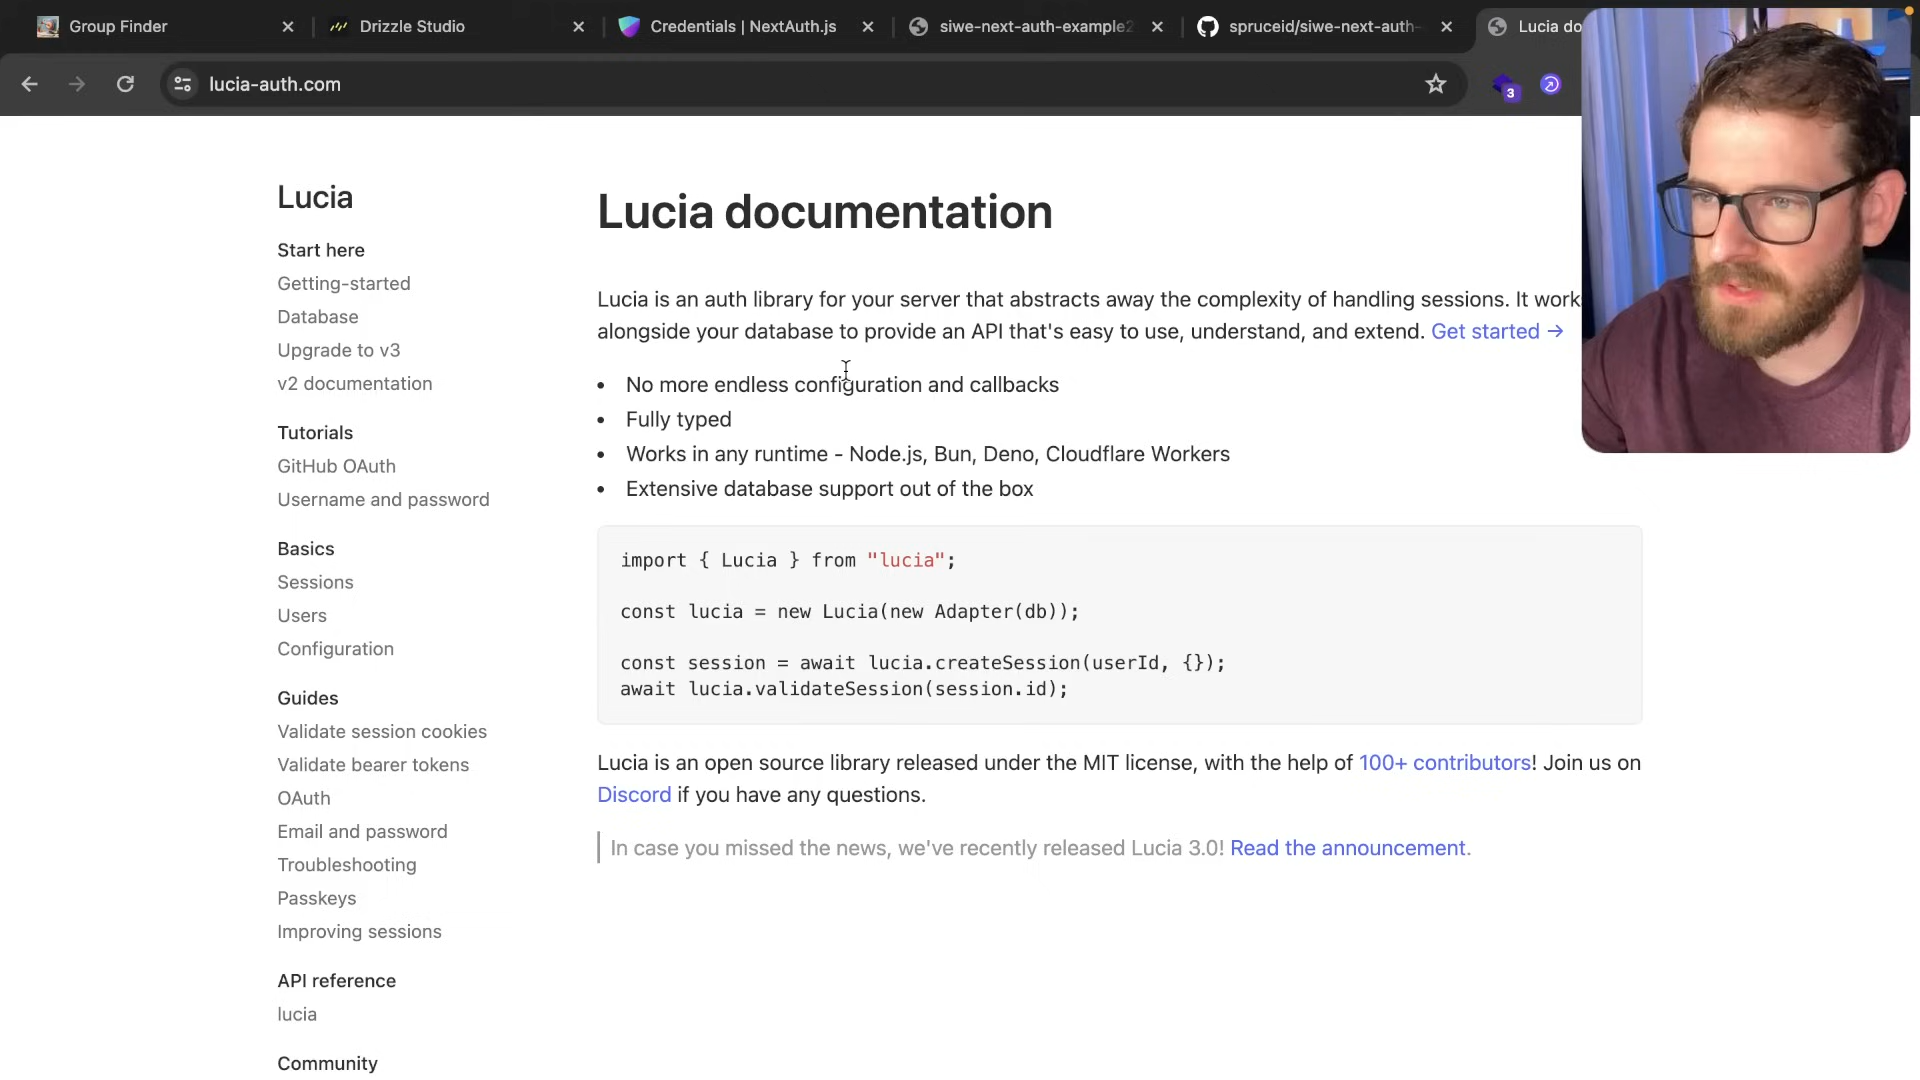 Group Finder
Drizzle Studio
Credentials | NextAuth.js
siwe-next-auth-example2
spruceid/siwe-next-auth-
Lucia do
lucia-auth.com
3
Lucia
Start here
Getting-started
Database
Upgrade to v3
v2 documentation
Tutorials
GitHub OAuth
Username and password
Basics
Sessions
Users
Configuration
Guides
Validate session cookies
Validate bearer tokens
OAuth
Email and password
Troubleshooting
Passkeys
Improving sessions
API reference
lucia
Community
Lucia documentation
Lucia is an auth library for your server that abstracts away the complexity of handling sessions. It work
alongside your database to provide an API that's easy to use, understand, and extend. Get started →
• No more endless configuration and callbacks
• Fully typed
• Works in any runtime - Node.js, Bun, Deno, Cloudflare Workers
• Extensive database support out of the box
import { Lucia } from "lucia";
const lucia = new Lucia(new Adapter(db));
const session = await lucia.createSession(userId, {});
await lucia.validateSession(session.id);
Lucia is an open source library released under the MIT license, with the help of 100+ contributors! Join us on
Discord if you have any questions.
In case you missed the news, we've recently released Lucia 3.0! Read the announcement.